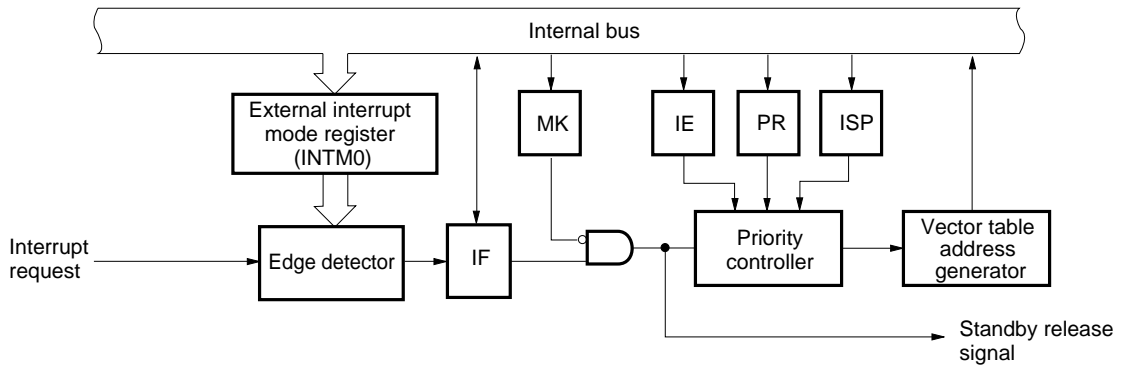 Internal bus
External interrupt
mode register
(INTM0)
MK
IE
PR
ISP
Interrupt
request
Edge detector
IF
Priority
controller
Vector table
address
generator
Standby release
signal